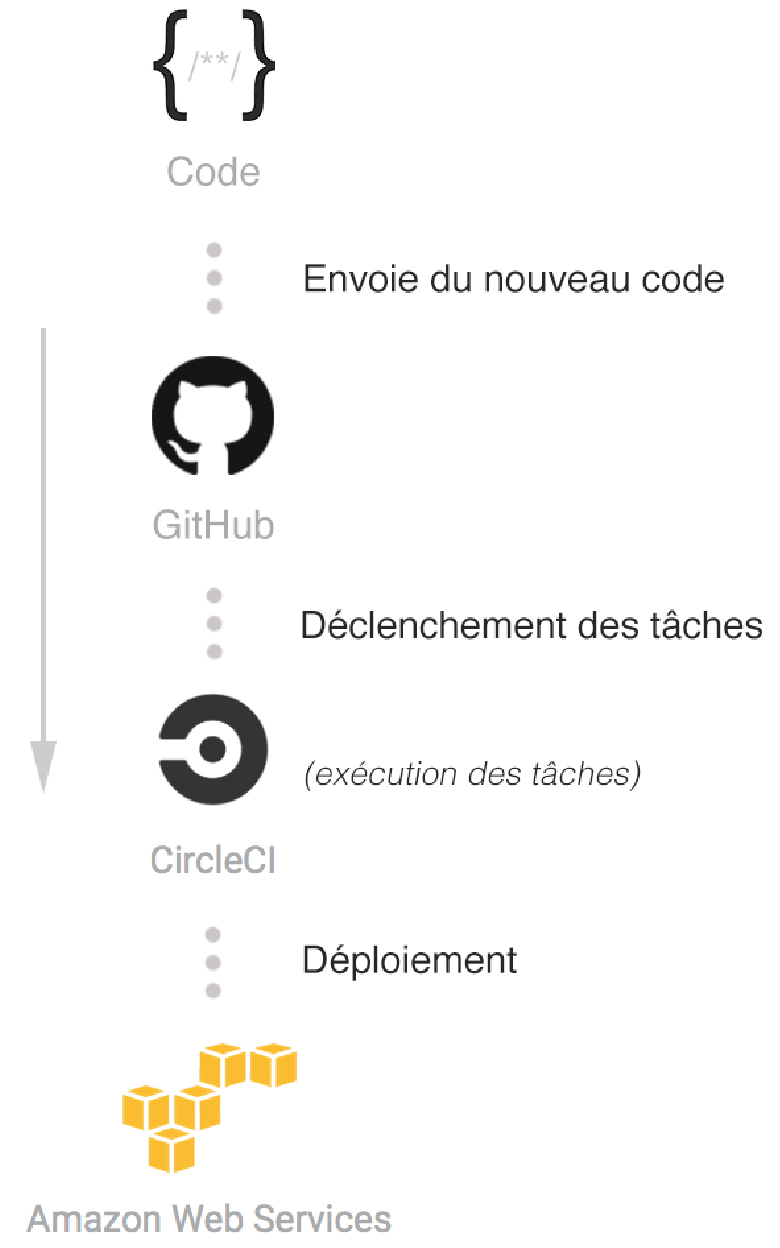 {/**/}
Code
Envoie du nouveau code
GitHub
Déclenchement des tâches
(exécution des tâches)
CircleCI
Déploiement
Amazon Web Services